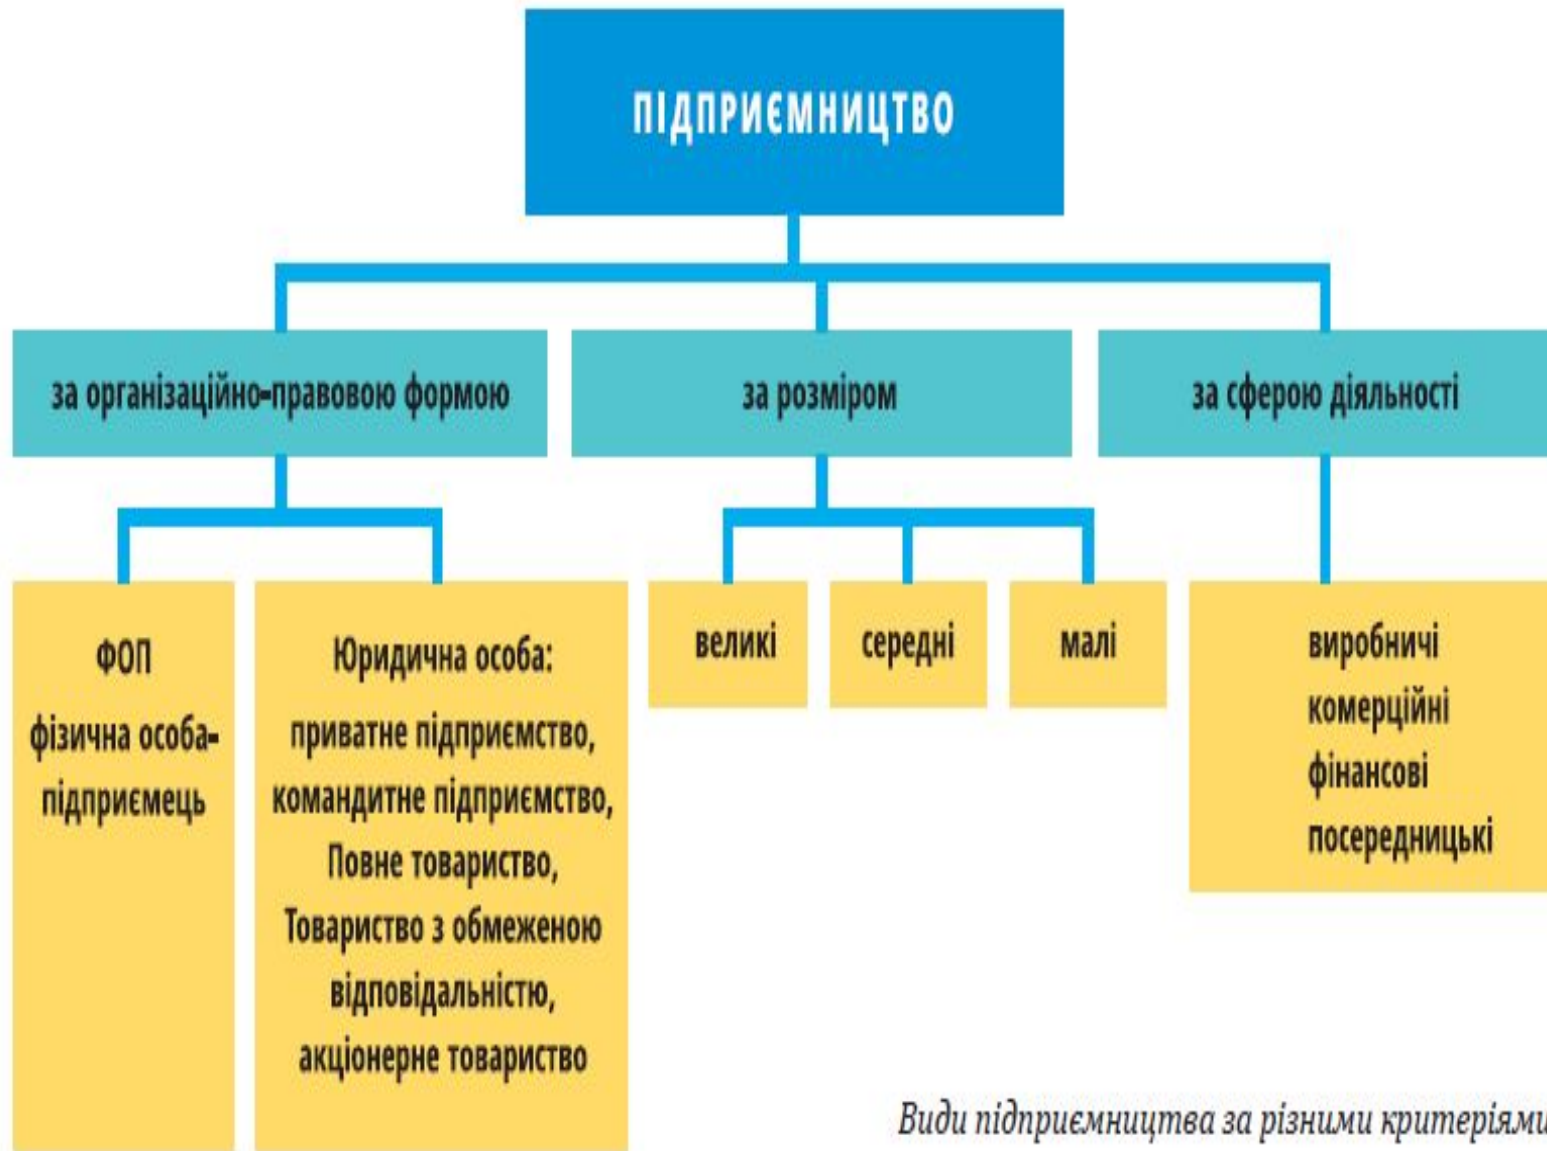 ПІДПРИЄМНИЦТВО
за організаційно-правовою формою
за розміром
за сферою діяльності
ФОП
фізична особа-
підприємець
Юридична особа:
приватне підприємство,
командитне підприємство,
Повне товариство,
Товариство з обмеженою
відповідальністю,
акціонерне товариство
великі
середні
малі
виробничі
комерційні
фінансові
посередницькі
Види підприємництва за різними критеріями